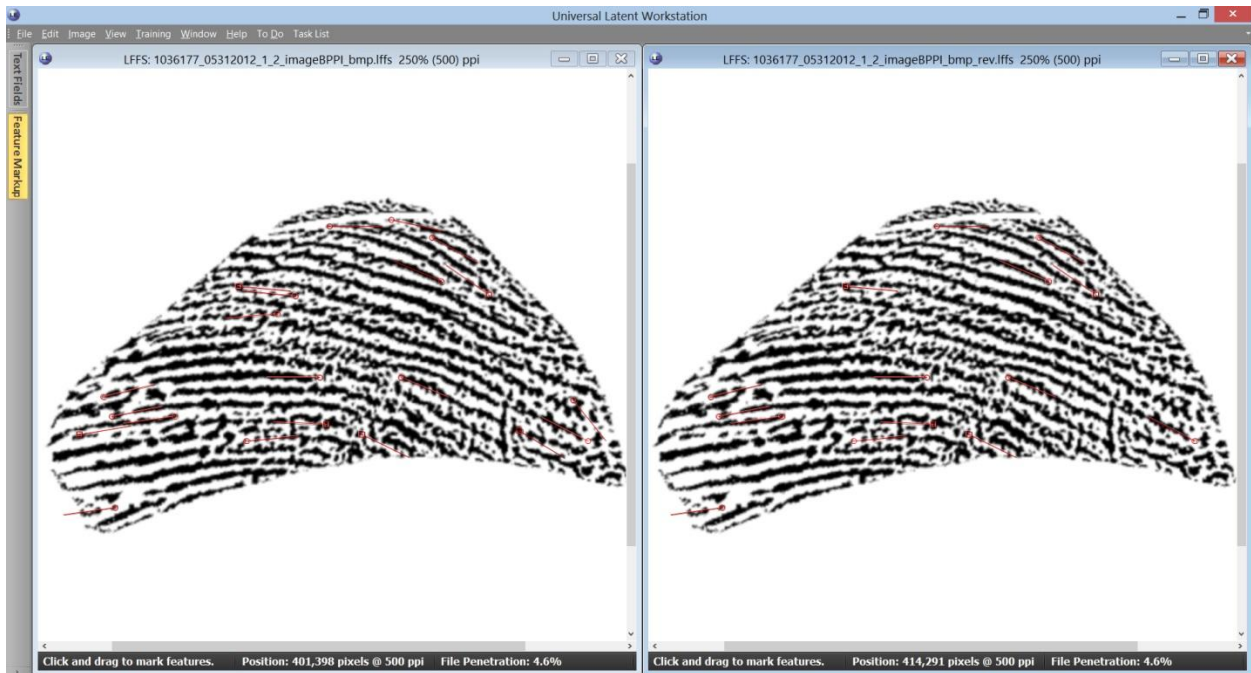 Universal Latent Workstation
File Edit Image View Training Window Help To Do Task List
Text Fields
Feature Markup
LFFS: 1036177_05312012_1_2_imageBPPI_bmp.lffs 250% (500) ppi
LFFS: 1036177_05312012_1_2_imageBPPI_bmp_rev.lffs 250% (500) ppi
Click and drag to mark features. Position: 401,398 pixels @ 500 ppi File Penetration: 4.6%
Click and drag to mark features. Position: 414,291 pixels @ 500 ppi File Penetration: 4.6%